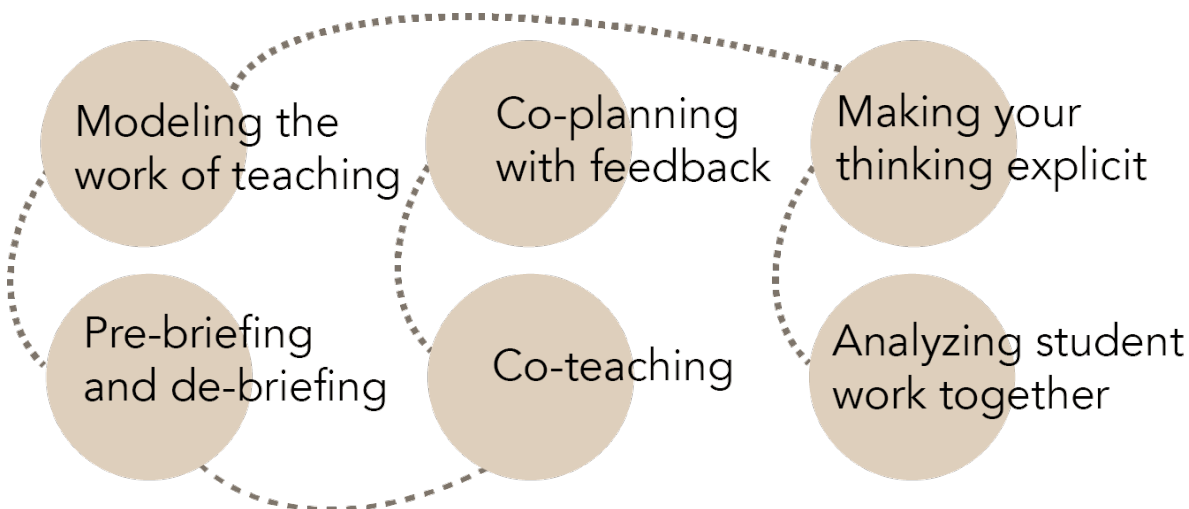 Modeling the
work of teaching
Co-planning
with feedback
Making your
thinking explicit
Pre-briefing
and de-briefing
Co-teaching
Analyzing student
work together